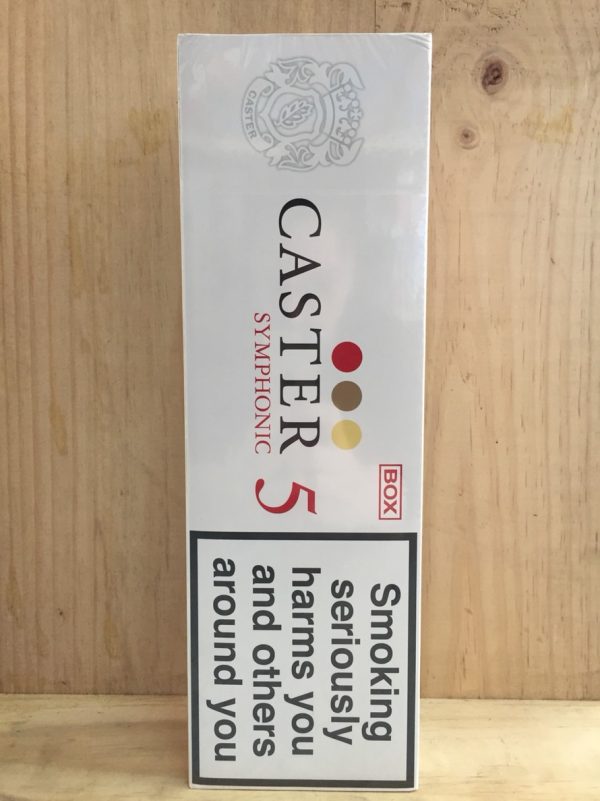 CASTER
CASTER
SYMPHONIC 5
BOX
Smoking
seriously
harms you
and others
around you